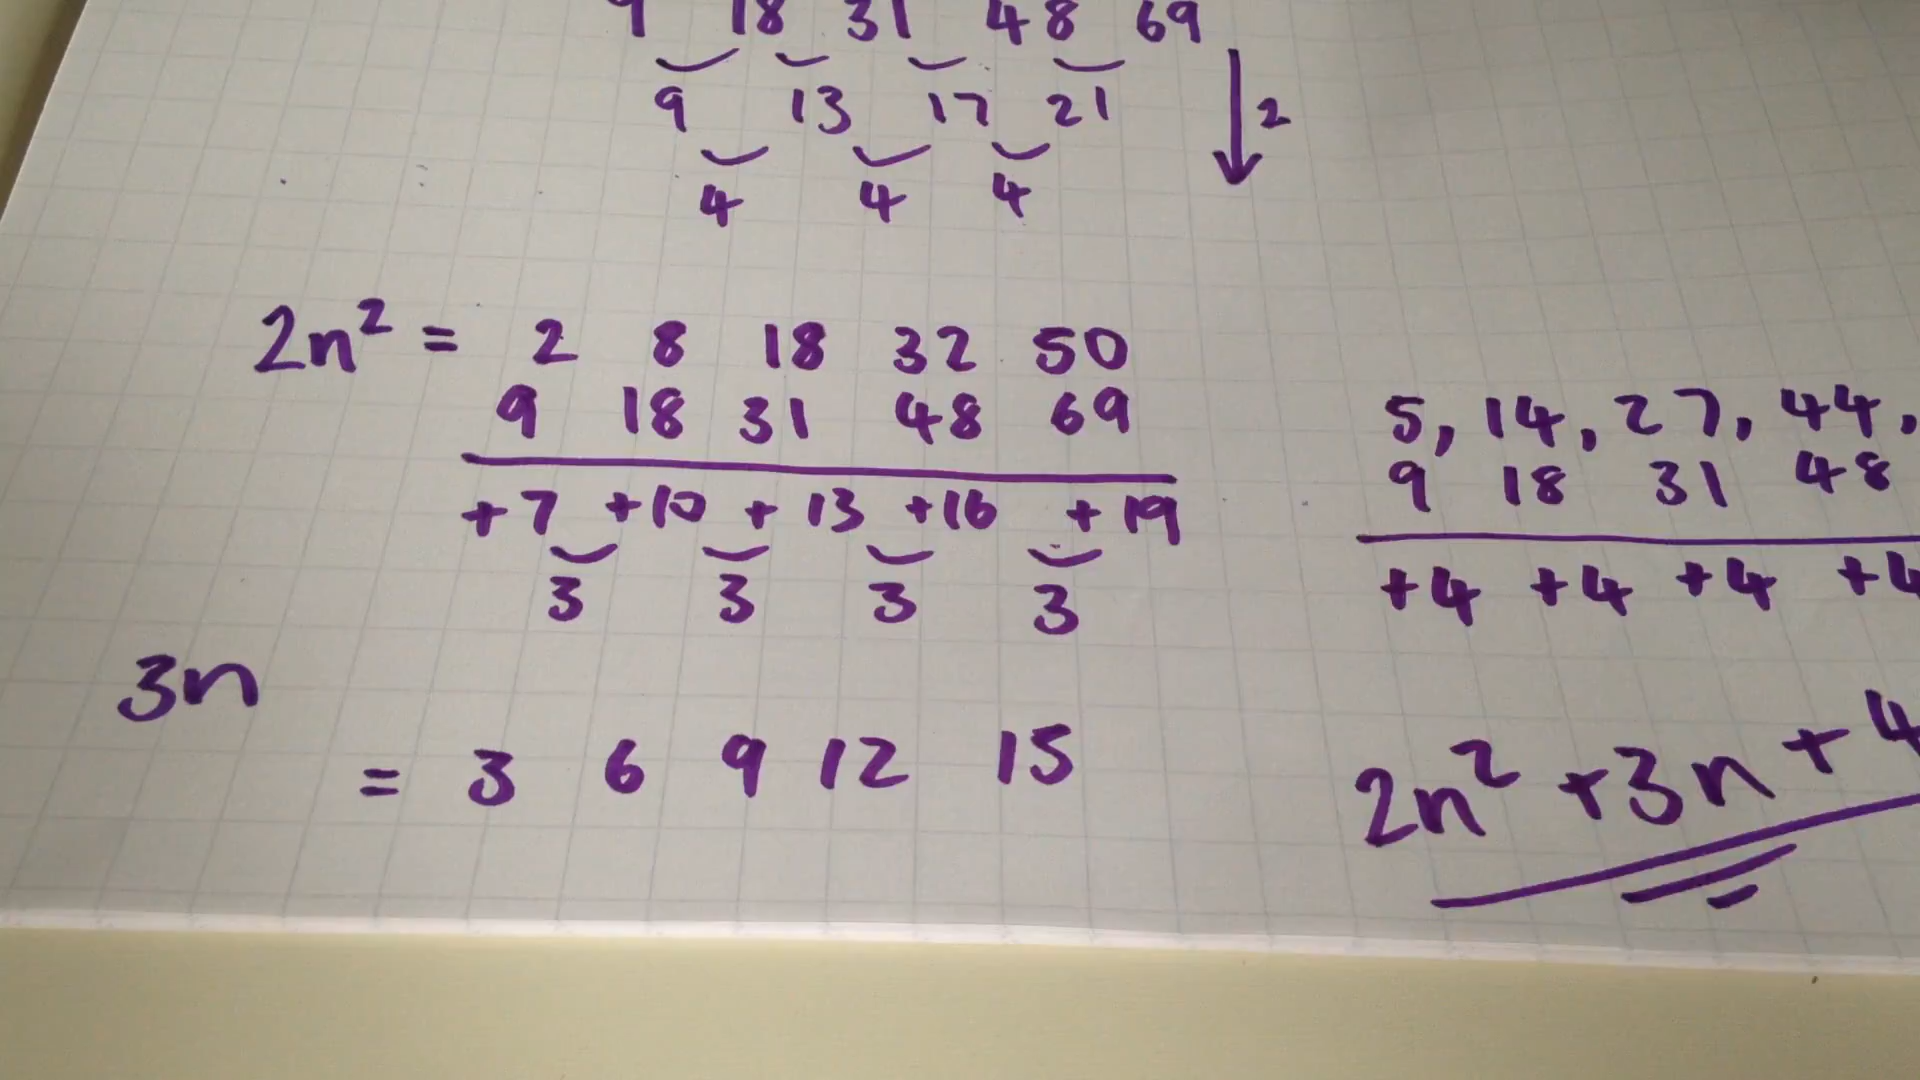 9 18 31 48 69
9 13 17 21 2
4 4 4
2n² = 2 8 18 32 50
9 18 31 48 69
+7 +10 +13 +16 +19
3 3 3 3
3n
= 3 6 9 12 15
5, 14, 27, 44,
9 18 31 48
+4 +4 +4 +4
2n² + 3n + 4